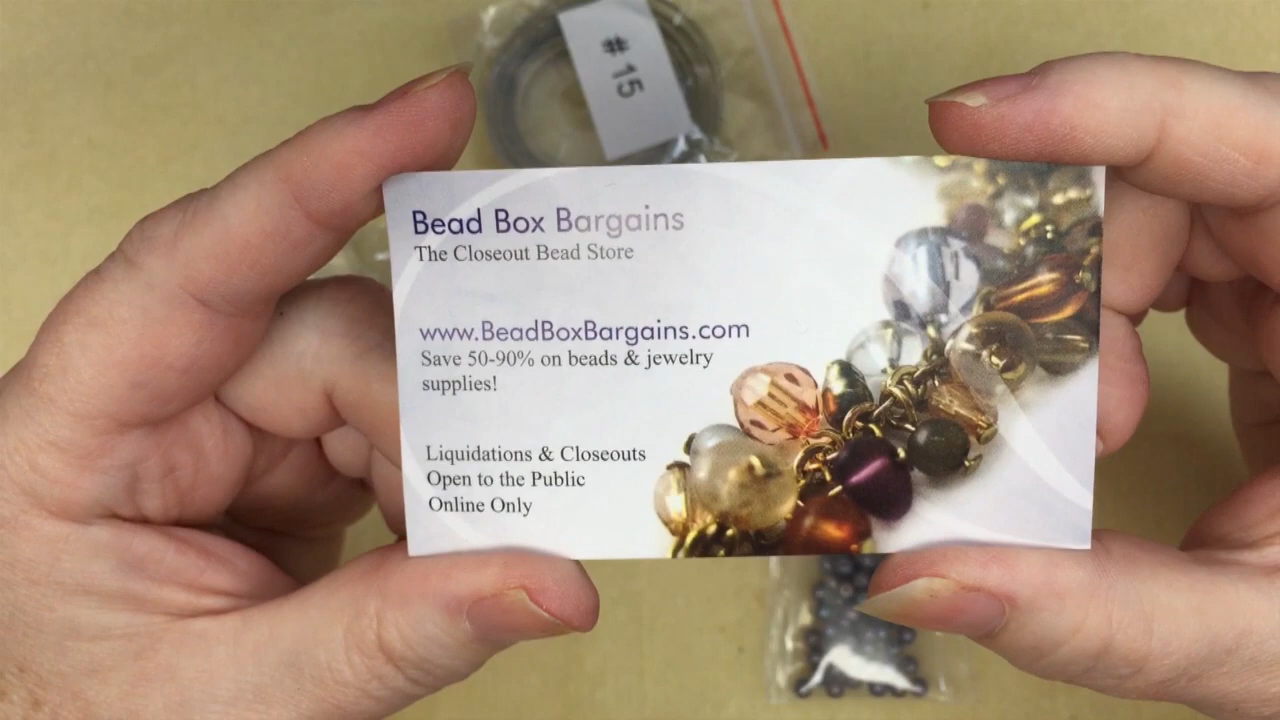 #15
Bead Box Bargains
The Closeout Bead Store
www.BeadBoxBargains.com
Save 50-90% on beads & jewelry
supplies!
Liquidations & Closeouts
Open to the Public
Online Only